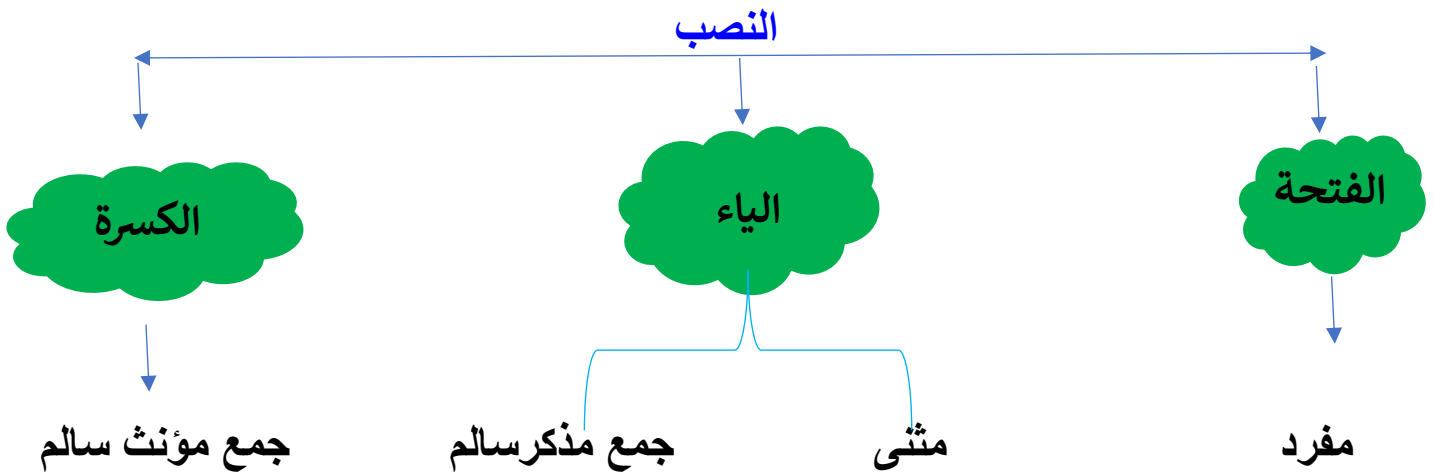 النصب
الفتحة
الياء
الكسرة
مفرد
مثنى
جمع مذكرسالم
جمع مؤنث سالم